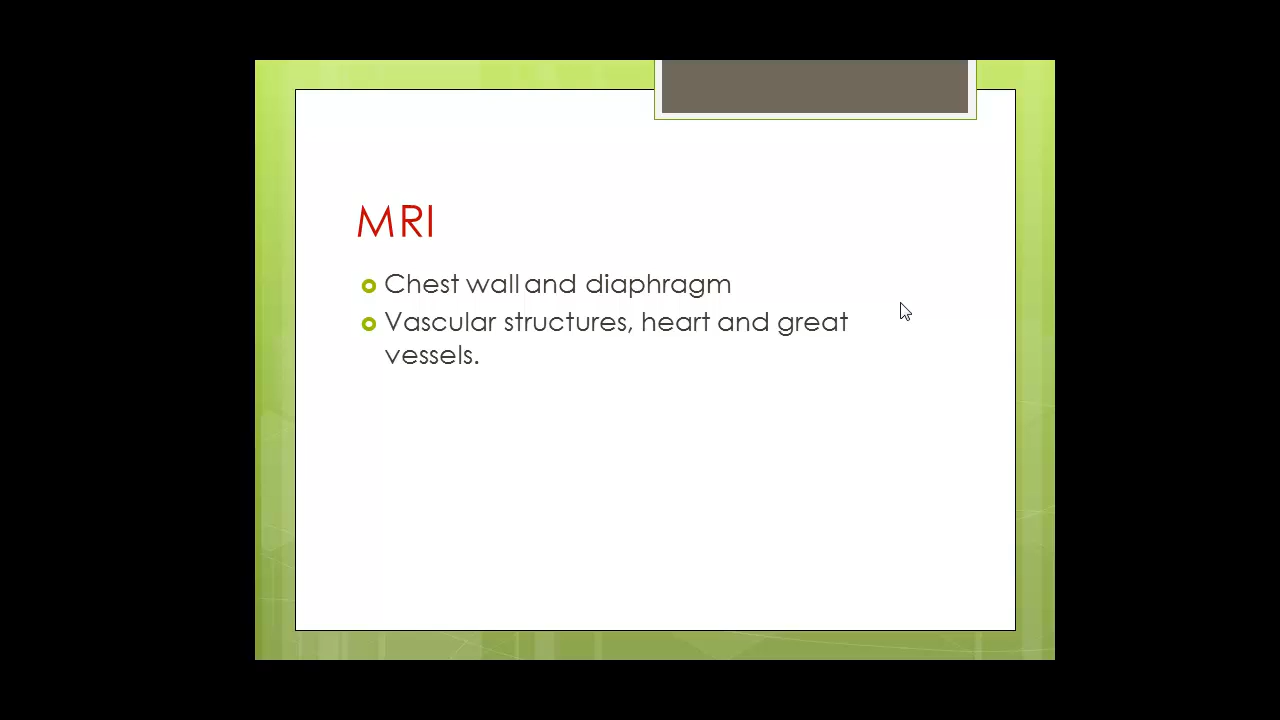 MRI
Chest wall and diaphragm
Vascular structures, heart and great
vessels.